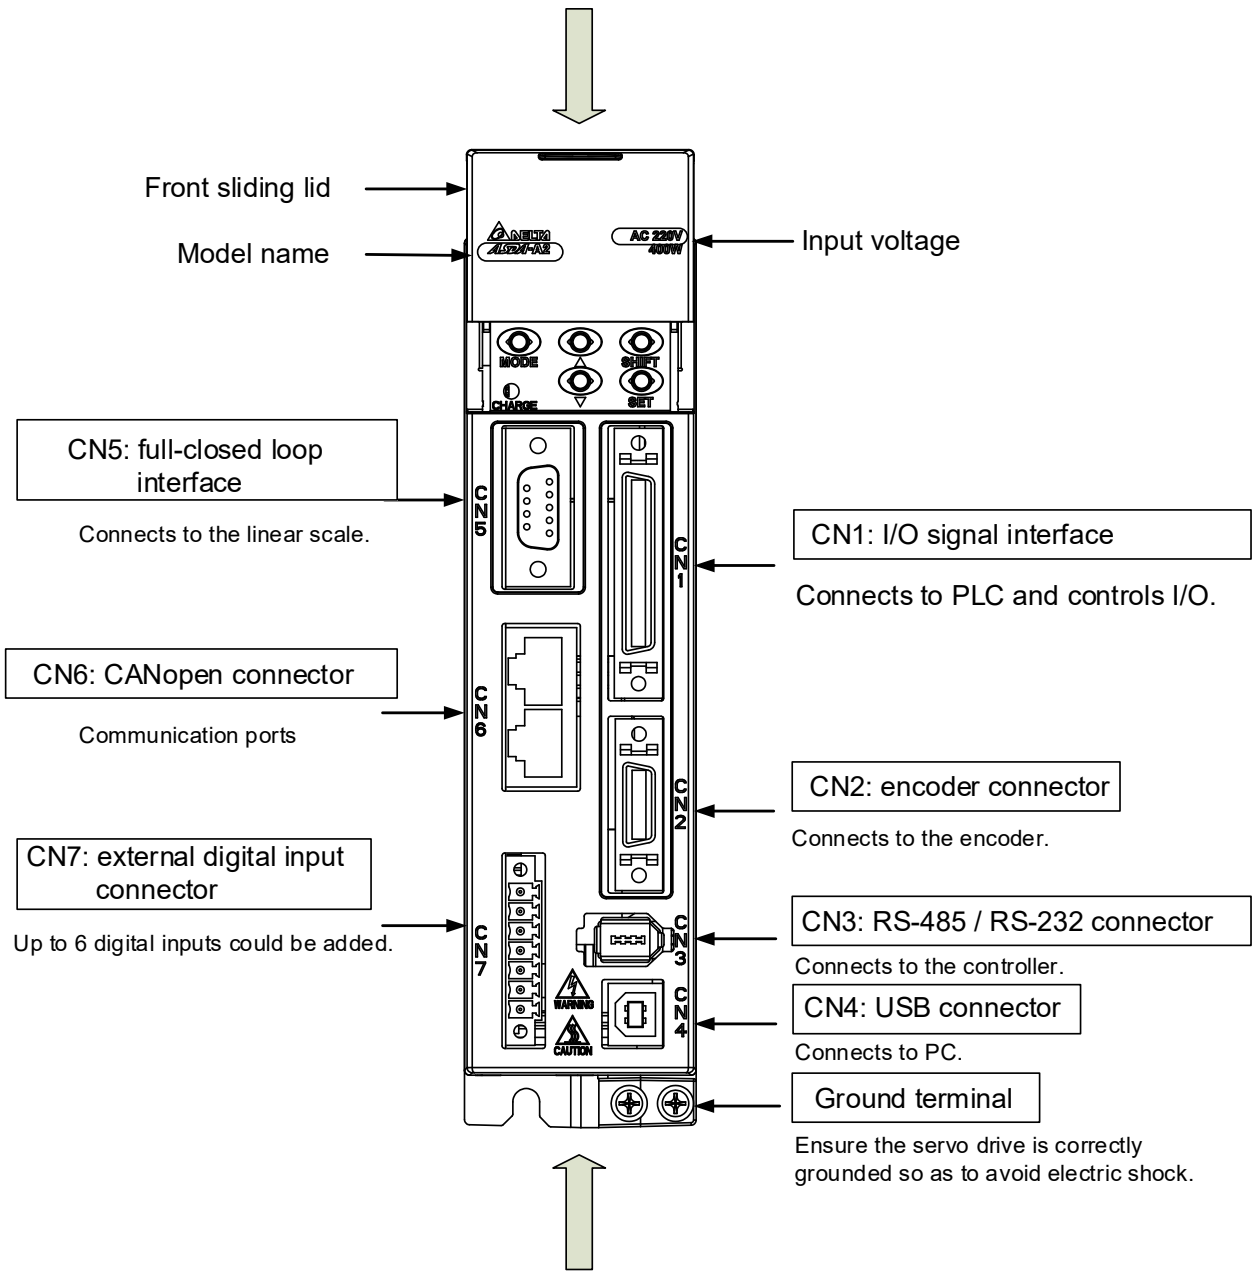 Front sliding lid
Model name
DELTA
ASDA-A2
AC 220V
400W
Input voltage
MODE
SHIFT
CHARGE
SET
CN5: full-closed loop
interface
Connects to the linear scale.
CN5
CN1
CN1: I/O signal interface
Connects to PLC and controls I/O.
CN6: CANopen connector
Communication ports
CN6
CN2
CN2: encoder connector
Connects to the encoder.
CN7: external digital input
connector
Up to 6 digital inputs could be added.
CN7
CN3
CN3: RS-485 / RS-232 connector
Connects to the controller.
WARNING
CAUTION
CN4
CN4: USB connector
Connects to PC.
Ground terminal
Ensure the servo drive is correctly
grounded so as to avoid electric shock.